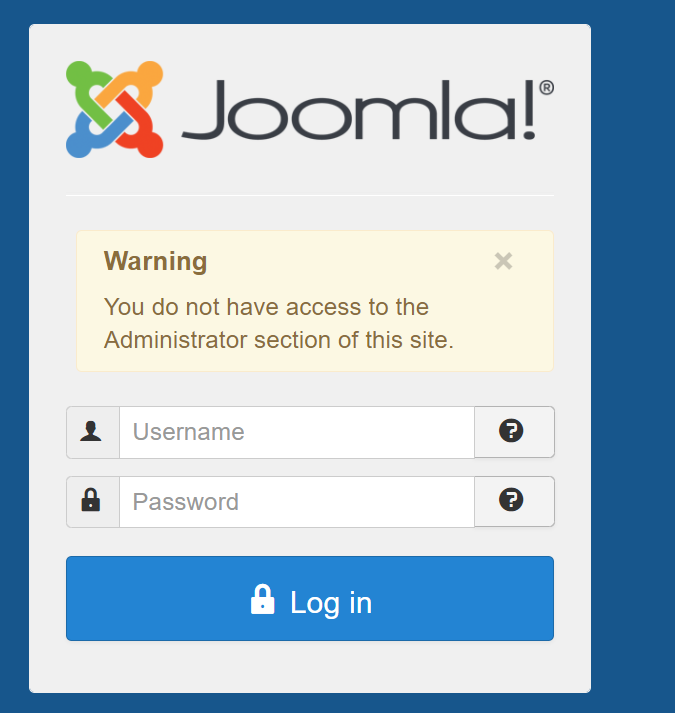 Joomla!®
Warning
You do not have access to the
Administrator section of this site.
Username
Password
Log in